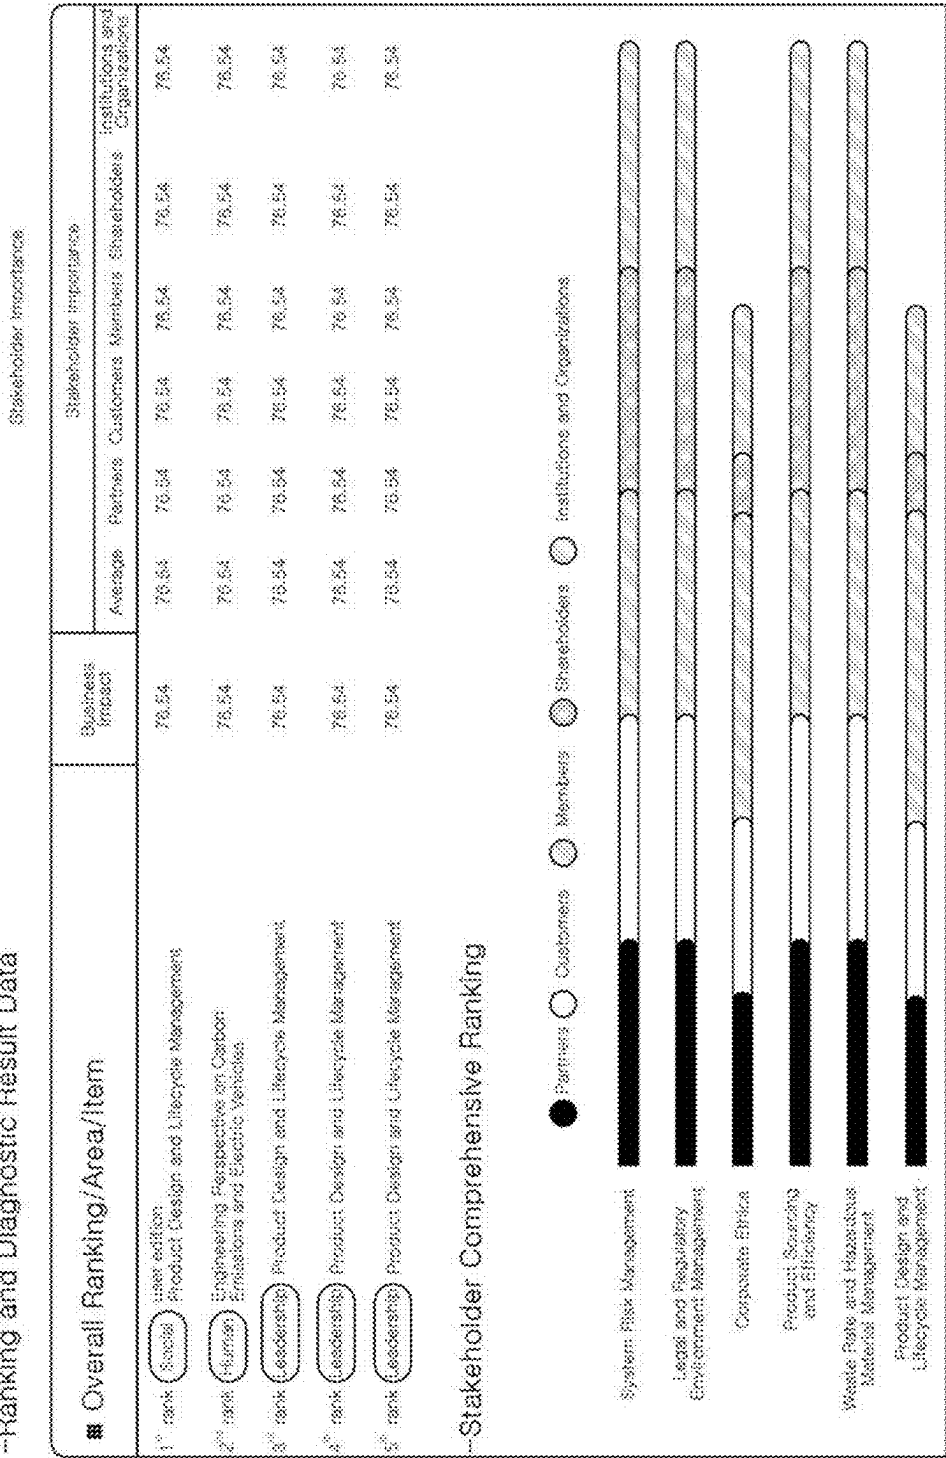 -Ranking and Diagnostic Result Data
Stakeholder Importance
■ Overall Ranking/Area/Item
Business
Impact
Stakeholder Importance
Average Partners Customers Members Shareholders Institutions and
Organizations
1st rank Social user edition
Product Design and Lifecycle Management
76.54 76.54 76.54 76.54 76.54 76.54 76.54
2nd rank Human Engineering Perspective on Carbon
Emissions and Electric Vehicles
76.54 76.54 76.54 76.54 76.54 76.54 76.54
3rd rank Leadership Product Design and Lifecycle Management 76.54 76.54 76.54 76.54 76.54 76.54 76.54
4th rank Leadership Product Design and Lifecycle Management 76.54 76.54 76.54 76.54 76.54 76.54 76.54
5th rank Leadership Product Design and Lifecycle Management 76.54 76.54 76.54 76.54 76.54 76.54 76.54
-Stakeholder Comprehensive Ranking
Partners Customers Members Shareholders Institutions and Organizations
System Risk Management
Legal and Regulatory
Environment Management
Corporate Ethics
Product Sourcing
and Efficiency
Waste Rate and Hazardous
Material Management
Product Design and
Lifecycle Management